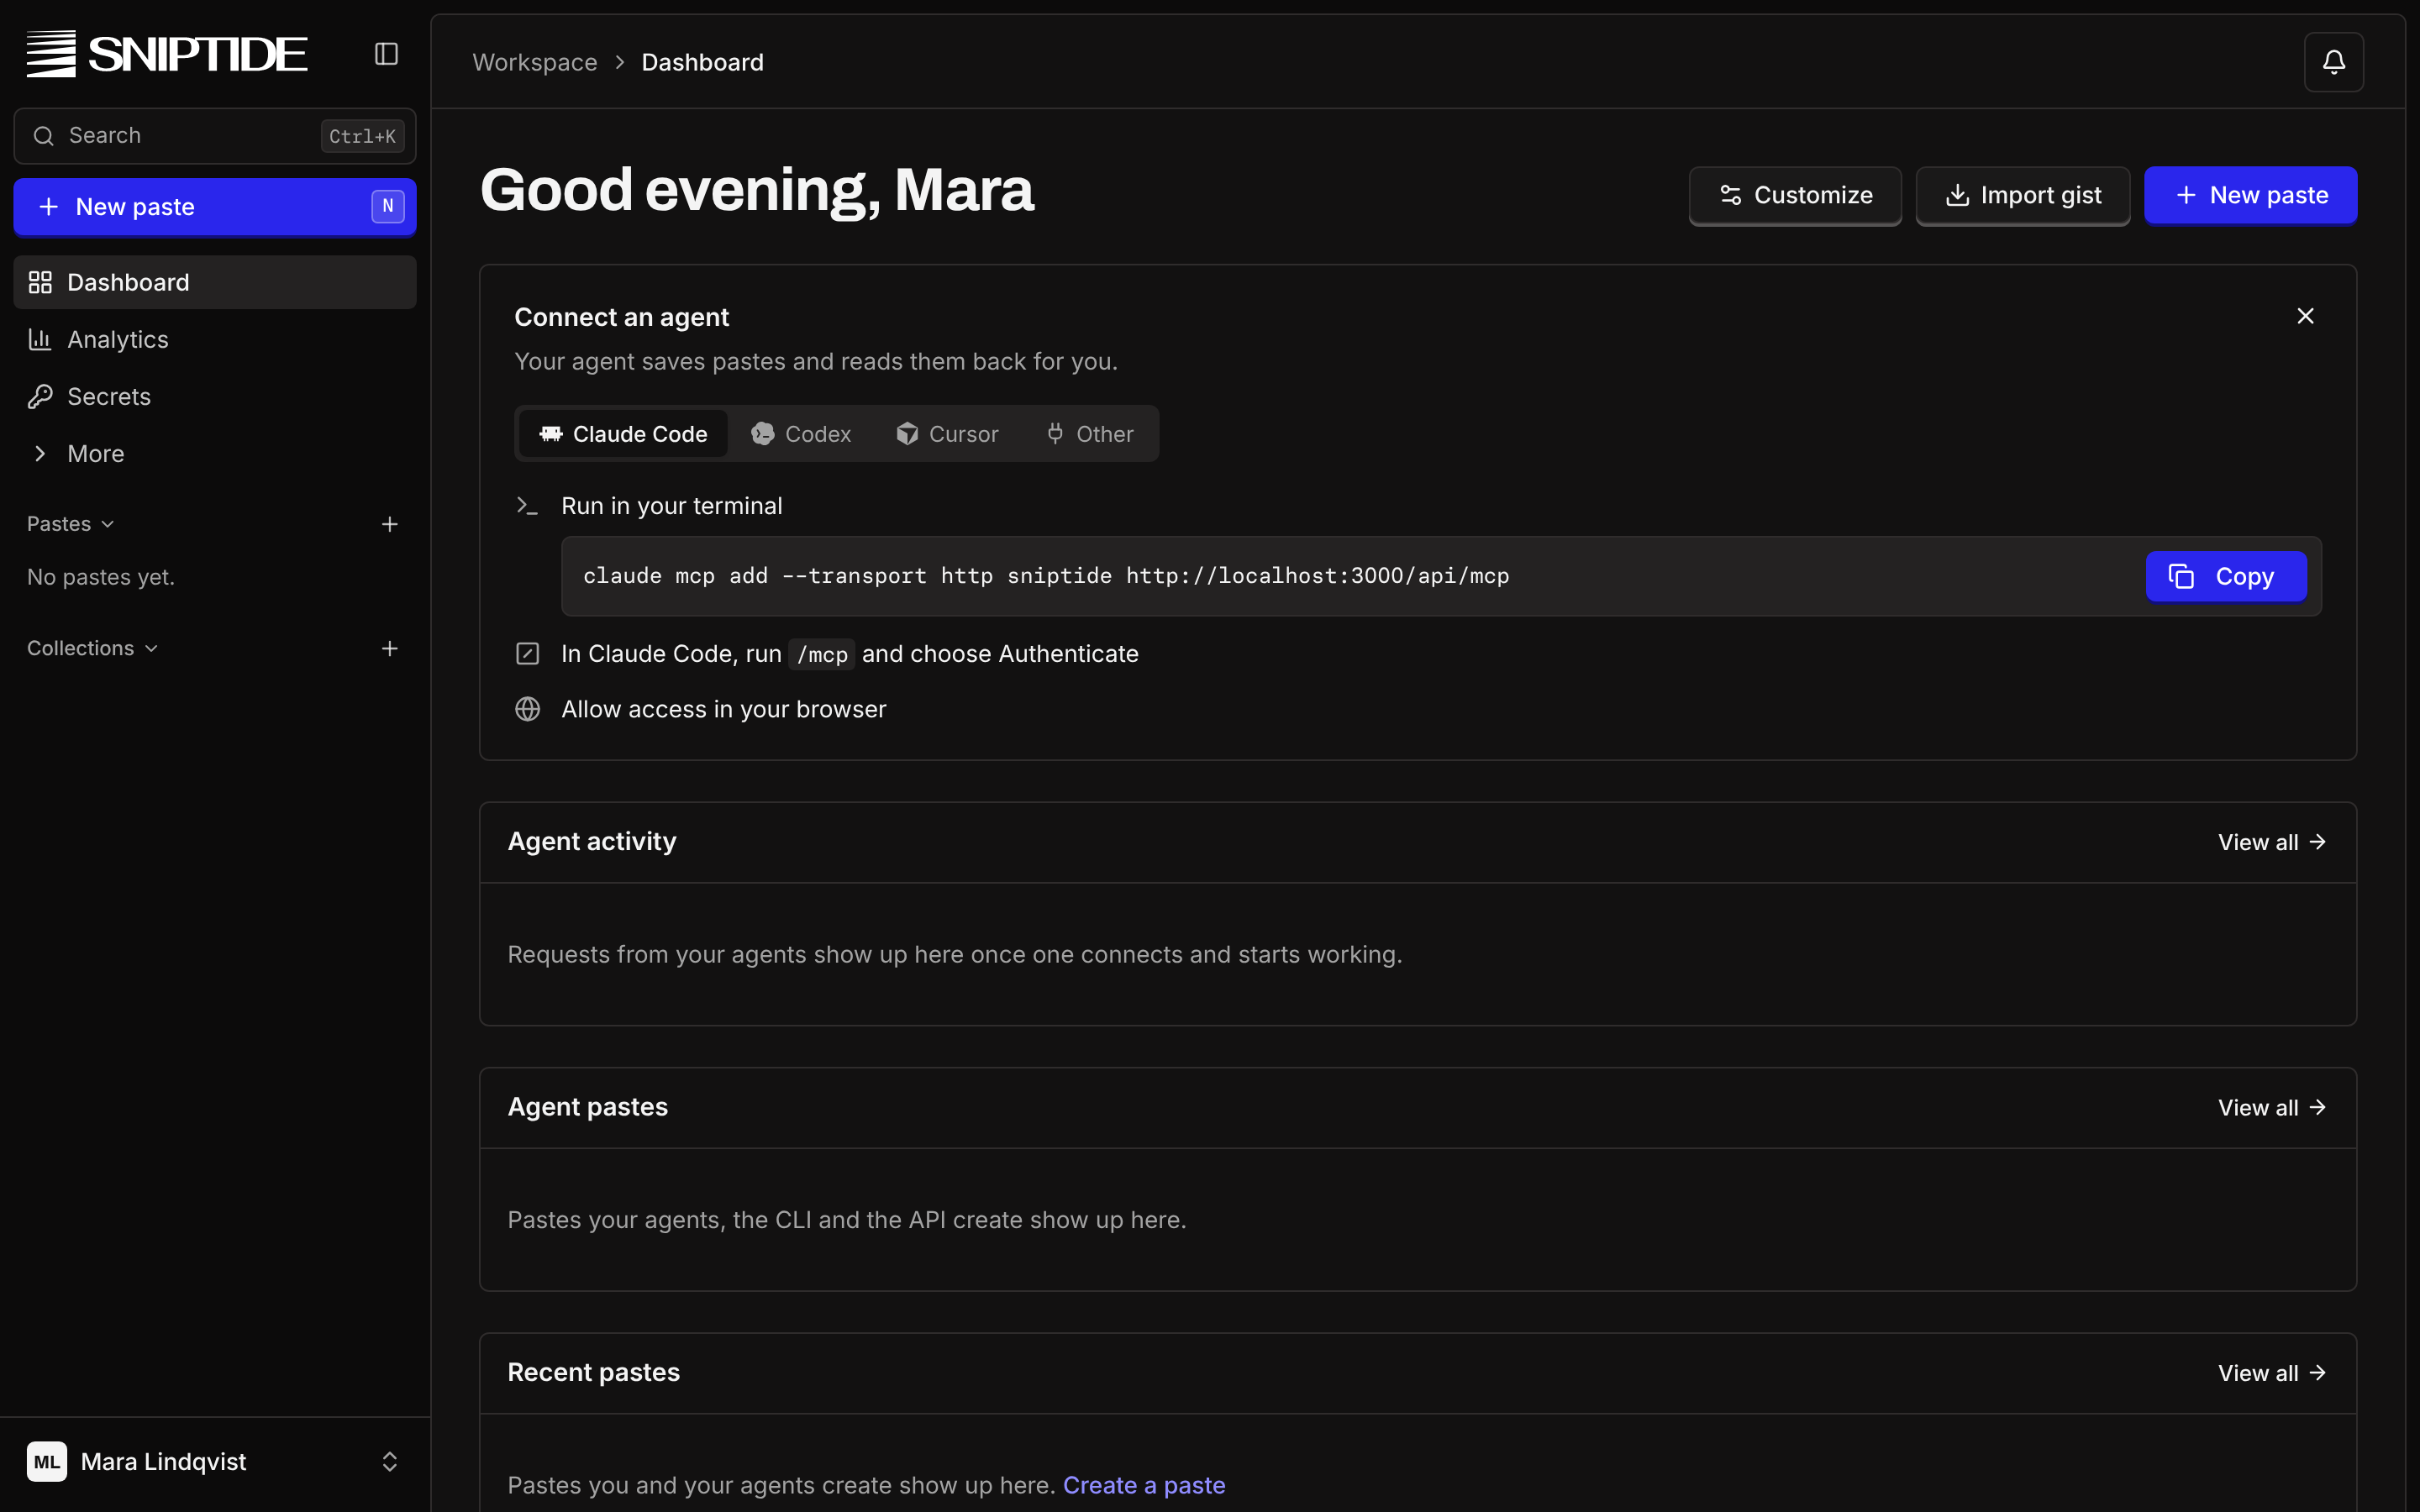 SNIPTIDE
Search Ctrl+K
New paste N
Dashboard
Analytics
Secrets
More
Pastes
No pastes yet.
Collections
ML Mara Lindqvist
Workspace > Dashboard
Good evening, Mara
Customize
Import gist
New paste
Connect an agent
Your agent saves pastes and reads them back for you.
Claude Code Codex Cursor Other
Run in your terminal
claude mcp add --transport http sniptide http://localhost:3000/api/mcp
Copy
In Claude Code, run /mcp and choose Authenticate
Allow access in your browser
Agent activity
View all →
Requests from your agents show up here once one connects and starts working.
Agent pastes
View all →
Pastes your agents, the CLI and the API create show up here.
Recent pastes
View all →
Pastes you and your agents create show up here. Create a paste